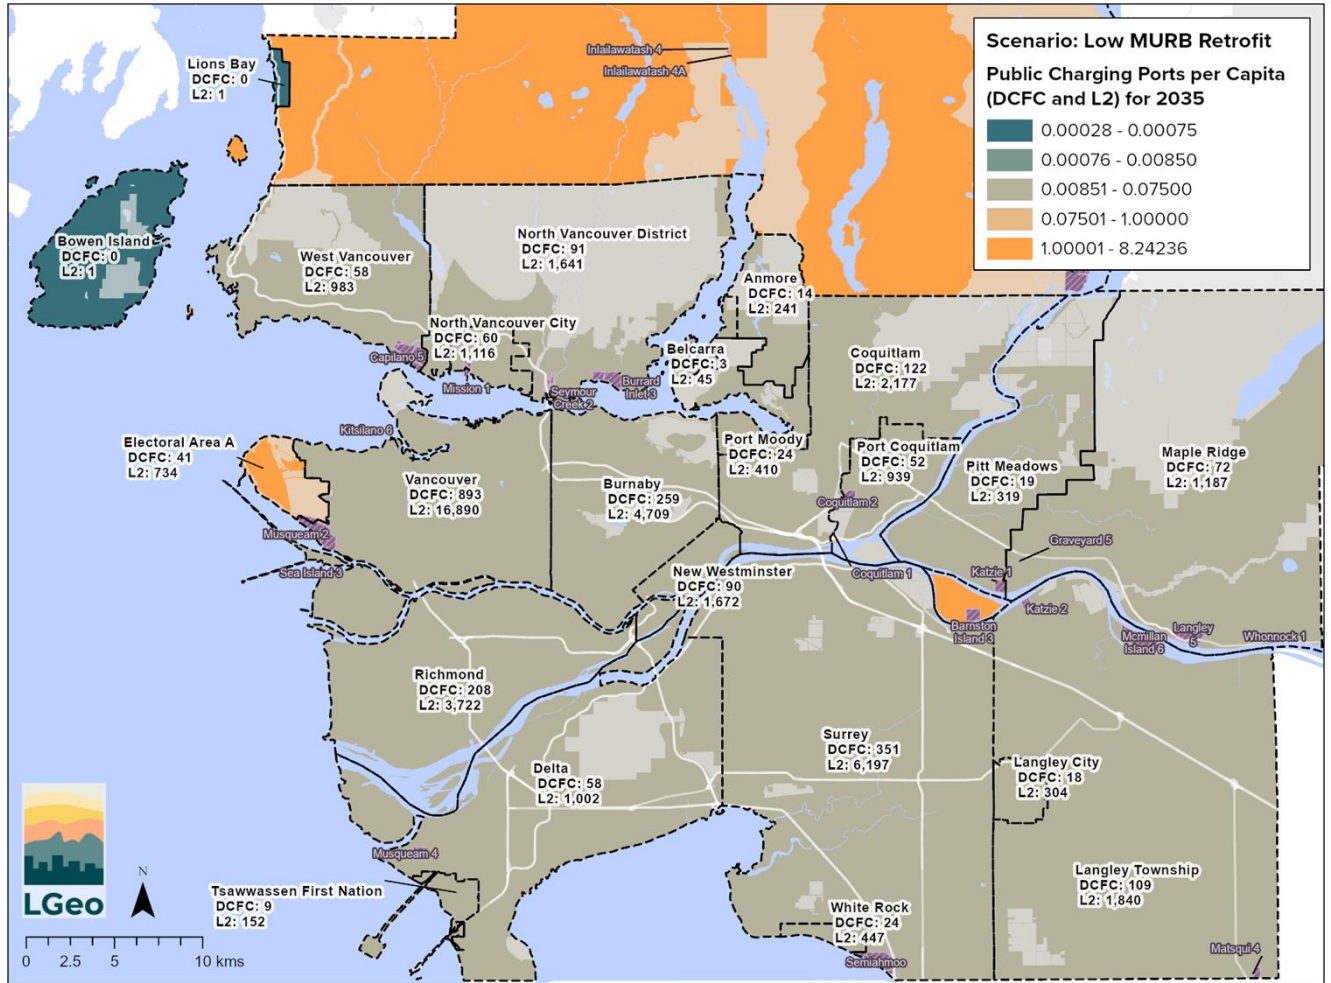 Scenario: Low MURB Retrofit
Public Charging Ports per Capita
(DCFC and L2) for 2035
0.00028 - 0.00075
0.00076 - 0.00850
0.00851 - 0.07500
0.07501 - 1.00000
1.00001 - 8.24236
Inlailawatash 4
Inlailawatash 4A
Lions Bay
DCFC: 0
L2: 1
Bowen Island
DCFC: 0
L2: 1
West Vancouver
DCFC: 58
L2: 983
North Vancouver District
DCFC: 91
L2: 1,641
Anmore
DCFC: 14
L2: 241
North Vancouver City
DCFC: 60
L2: 1,116
Capilano 5
Mission 1
Seymour
Creek 2
Burrard
Inlet 3
Belcarra
DCFC: 3
L2: 45
Coquitlam
DCFC: 122
L2: 2,177
Kitsilano 6
Electoral Area A
DCFC: 41
L2: 734
Vancouver
DCFC: 893
L2: 16,890
Burnaby
DCFC: 259
L2: 4,709
Port Moody
DCFC: 24
L2: 410
Port Coquitlam
DCFC: 52
L2: 939
Pitt Meadows
DCFC: 19
L2: 319
Maple Ridge
DCFC: 72
L2: 1,187
Coquitlam 2
Musqueam 2
Sea Island 3
Graveyard 5
New Westminster
DCFC: 90
L2: 1,672
Coquitlam 1
Katzie 1
Katzie 2
Barnston
Island 3
Mcmillan
Island 6
Langley
5
Whonnock 1
Richmond
DCFC: 208
L2: 3,722
Surrey
DCFC: 351
L2: 6,197
Delta
DCFC: 58
L2: 1,002
Langley City
DCFC: 18
L2: 304
Musqueam 4
Tsawwassen First Nation
DCFC: 9
L2: 152
Langley Township
DCFC: 109
L2: 1,840
White Rock
DCFC: 24
L2: 447
Semiahmoo
Matsqui 4
LGeo
N
0 2.5 5 10 kms